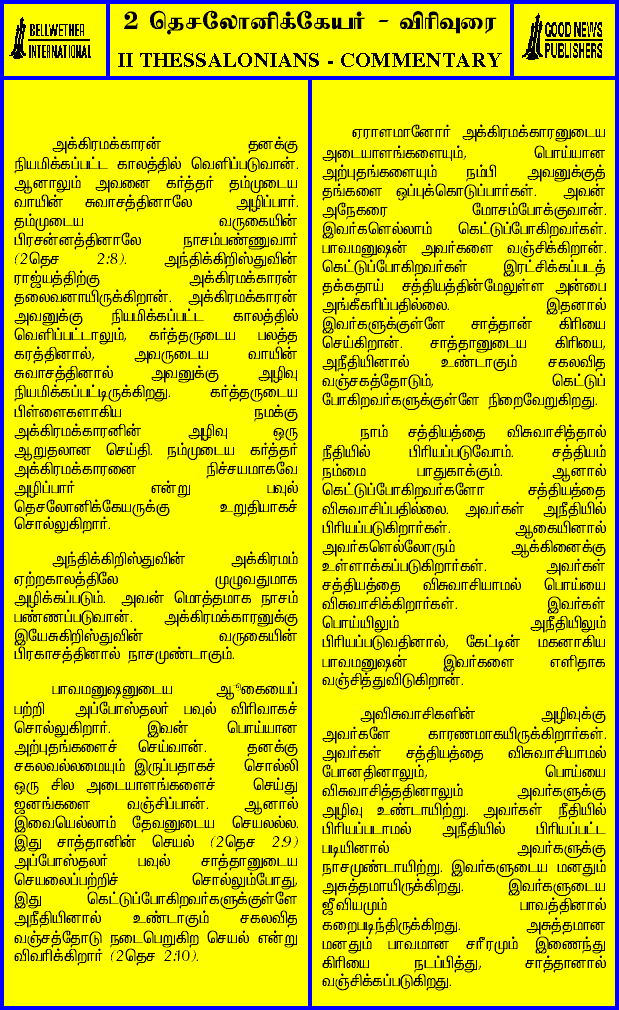 BELLWETHER
INTERNATIONAL
2 தெசலோனிக்கேயர் - விரிவுரை
II THESSALONIANS - COMMENTARY
GOOD NEWS
PUBLISHERS
அக்கிரமக்காரன் தனக்கு
நியமிக்கப்பட்ட காலத்தில் வெளிப்படுவான்.
ஆனாலும் அவனை கர்த்தர் தம்முடைய
வாயின் சுவாசத்தினாலே அழிப்பார்.
தம்முடைய வருகையின்
பிரசன்னத்தினாலே நாசம்பண்ணுவார்
(2தெச 2:8). அந்திக்கிறிஸ்துவின்
ராஜ்யத்திற்கு அக்கிரமக்காரன்
தலைவனாயிருக்கிறான். அக்கிரமக்காரன்
அவனுக்கு நியமிக்கப்பட்ட காலத்தில்
வெளிப்பட்டாலும், கர்த்தருடைய பலத்த
கரத்தினால், அவருடைய வாயின்
சுவாசத்தினால் அவனுக்கு அழிவு
நியமிக்கப்பட்டிருக்கிறது. கர்த்தருடைய
பிள்ளைகளாகிய நமக்கு
அக்கிரமக்காரனின் அழிவு ஒரு
ஆறுதலான செய்தி. நம்முடைய கர்த்தர்
அக்கிரமக்காரனை நிச்சயமாகவே
அழிப்பார் என்று பவுல்
தெசலோனிக்கேயருக்கு உறுதியாகச்
சொல்லுகிறார்.
அந்திக்கிறிஸ்துவின் அக்கிரமம்
ஏற்றகாலத்திலே முழுவதுமாக
அழிக்கப்படும். அவன் மொத்தமாக நாசம்
பண்ணப்படுவான். அக்கிரமக்காரனுக்கு
இயேசுகிறிஸ்துவின் வருகையின்
பிரகாசத்தினால் நாசமுண்டாகும்.
பாவமனுஷனுடைய
பற்றி அப்போஸ்தலர் பவுல் விரிவாகச்
சொல்லுகிறார். இவன் பொய்யான
அற்புதங்களைச் செய்வான். தனக்கு
சகலவல்லமையும் இருப்பதாகச் சொல்லி
ஒரு சில அடையாளங்களைச் செய்து
ஜனங்களை வஞ்சிப்பான். ஆனால்
இவையெல்லாம் தேவனுடைய செயலல்ல.
இது சாத்தானின் செயல் (2தெச 2:9)
அப்போஸ்தலர் பவுல் சாத்தானுடைய
செயலைப்பற்றிச் சொல்லும்போது,
இது கெட்டுப்போகிறவர்களுக்குள்ளே
அநீதியினால் உண்டாகும் சகலவித
வஞ்சத்தோடு நடைபெறுகிற செயல் என்று
விவரிக்கிறார் (2தெச 2:10).
ஏராளமானோர் அக்கிரமக்காரனுடைய
அடையாளங்களையும், பொய்யான
அற்புதங்களையும் நம்பி அவனுக்குத்
தங்களை ஒப்புக்கொடுப்பார்கள். அவன்
அநேகரை மோசம்போக்குவான்.
இவர்களெல்லாம் கெட்டுப்போகிறவர்கள்.
பாவமனுஷன் அவர்களை வஞ்சிக்கிறான்.
கெட்டுப்போகிறவர்கள் இரட்சிக்கப்படத்
தக்கதாய் சத்தியத்தின்மேலுள்ள அன்பை
அங்கீகரிப்பதில்லை. இதனால்
இவர்களுக்குள்ளே சாத்தான் கிரியை
செய்கிறான். சாத்தானுடைய கிரியை,
அநீதியினால் உண்டாகும் சகலவித
வஞ்சகத்தோடும், கெட்டுப்
போகிறவர்களுக்குள்ளே நிறைவேறுகிறது.
நாம் சத்தியத்தை விசுவாசித்தால்
நீதியில் பிரியப்படுவோம். சத்தியம்
நம்மை பாதுகாக்கும். ஆனால்
கெட்டுப்போகிறவர்களோ சத்தியத்தை
விசுவாசிப்பதில்லை. அவர்கள் அநீதியில்
பிரியப்படுகிறார்கள். ஆகையினால்
அவர்களெல்லோரும் ஆக்கினைக்கு
உள்ளாக்கப்படுகிறார்கள். அவர்கள்
சத்தியத்தை விசுவாசியாமல் பொய்யை
விசுவாசிக்கிறார்கள். இவர்கள்
பொய்யிலும் அநீதியிலும்
பிரியப்படுவதினால், கேட்டின் மகனாகிய
பாவமனுஷன் இவர்களை எளிதாக
வஞ்சித்துவிடுகிறான்.
அவிசுவாசிகளின் அழிவுக்கு
அவர்களே காரணமாகயிருக்கிறார்கள்.
அவர்கள் சத்தியத்தை விசுவாசியாமல்
போனதினாலும், பொய்யை
விசுவாசித்ததினாலும் அவர்களுக்கு
அழிவு உண்டாயிற்று. அவர்கள் நீதியில்
பிரியப்படாமல் அநீதியில் பிரியப்பட்ட
படியினால் அவர்களுக்கு
நாசமுண்டாயிற்று. இவர்களுடைய மனதும்
அசுத்தமாயிருக்கிறது. இவர்களுடைய
ஜீவியமும் பாவத்தினால்
கறைபடிந்திருக்கிறது. அசுத்தமான
மனதும் பாவமான சரீரமும் இணைந்து
கிரியை நடப்பித்து, சாத்தானால்
வஞ்சிக்கப்படுகிறது.